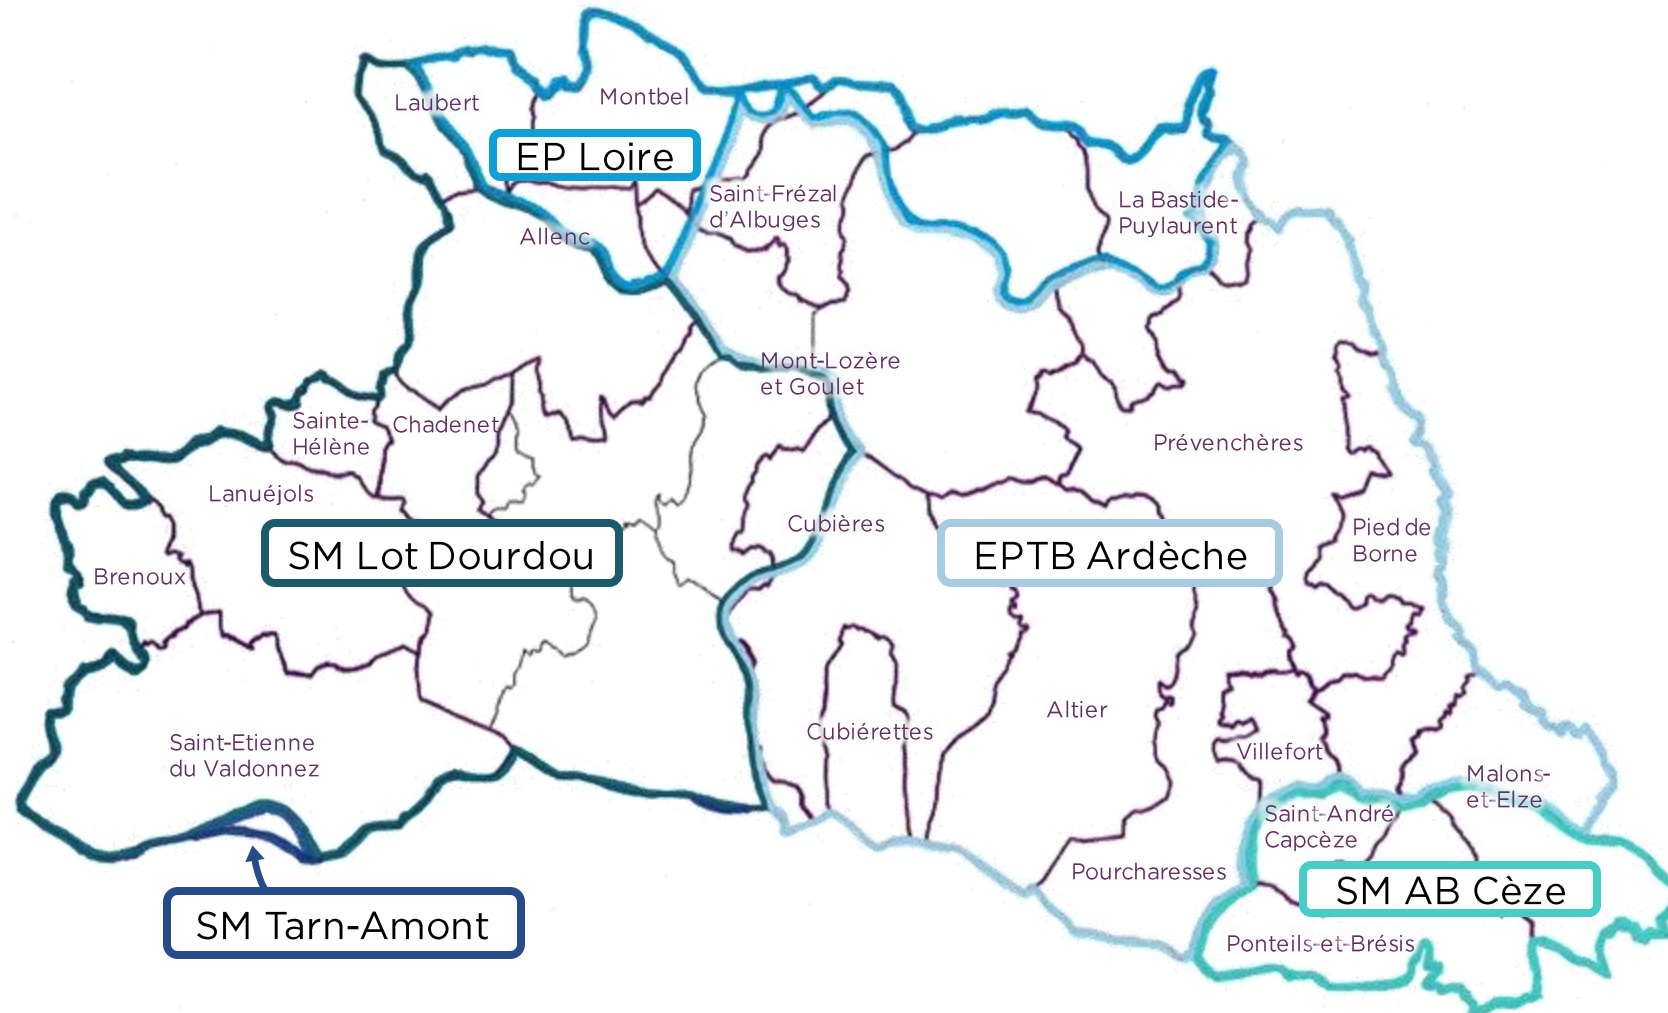 Laubert
Montbel
EP Loire
Saint-Frézal
d'Albuges
La Bastide-
Puylaurent
Allenc
Mont-Lozère
et Goulet
Sainte-
Hélène
Chadenet
Prévenchères
Lanuéjols
Cubières
Pied de
Borne
SM Lot Dourdou
EPTB Ardèche
Brenoux
Altier
Cubiérettes
Saint-Etienne
du Valdonnez
Villefort
Malons-
et-Elze
Saint-André
Capcèze
Pourcharesses
SM AB Cèze
SM Tarn-Amont
Ponteils-et-Brésis